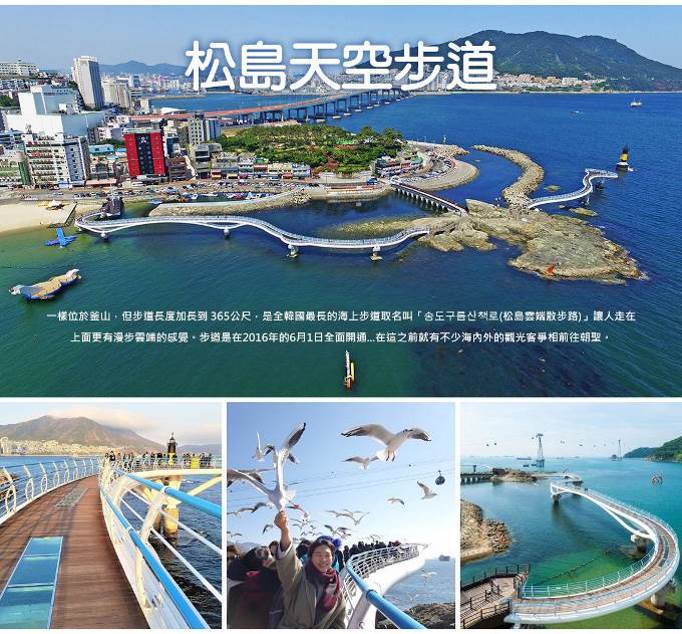 松島天空步道
一樣位於釜山，但步道長度加長到 365公尺，是全韓國最長的海上步道取名叫「송도구름산책로(松島雲端散步路)」讓人走在
上面更有漫步雲端的感覺。步道是在2016年的6月1日全面開通...在這之前就有不少海內外的觀光客爭相前往朝聖。